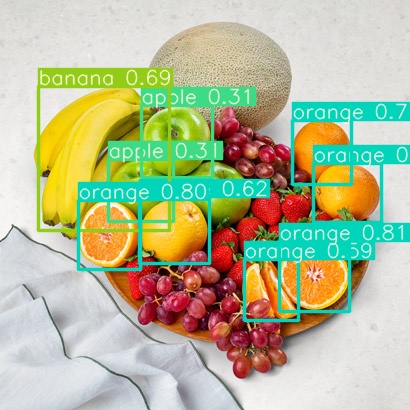 banana 0.69
apple 0.31
orange 0.7
apple 0.31
orange 0.
orange 0.80
0.62
orange 0.81
orange 0.59